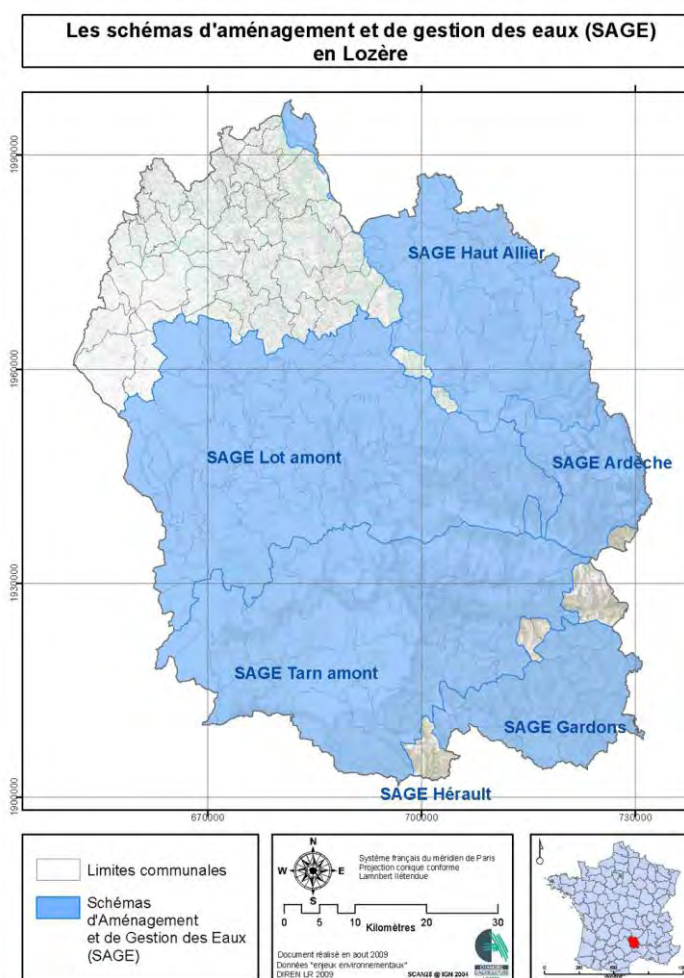 Les schémas d'aménagement et de gestion des eaux (SAGE)
en Lozère
1990000
1960000
1930000
1900000
SAGE Haut Allier
SAGE Lot amont
SAGE Ardèche
SAGE Tarn amont
SAGE Gardons
SAGE Hérault
670000
700000
730000
Limites communales
Schémas
d'Aménagement
et de Gestion des Eaux
(SAGE)
N
W
E
S
Système français du méridien de Paris
Projection conique conforme
Lambert IIétendue
0 5 10 20 30
Kilomètres
Document réalisé en aout 2009
Données "enjeux environnementaux"
DIREN LR 2009
SCAN25 @ IGN 2004